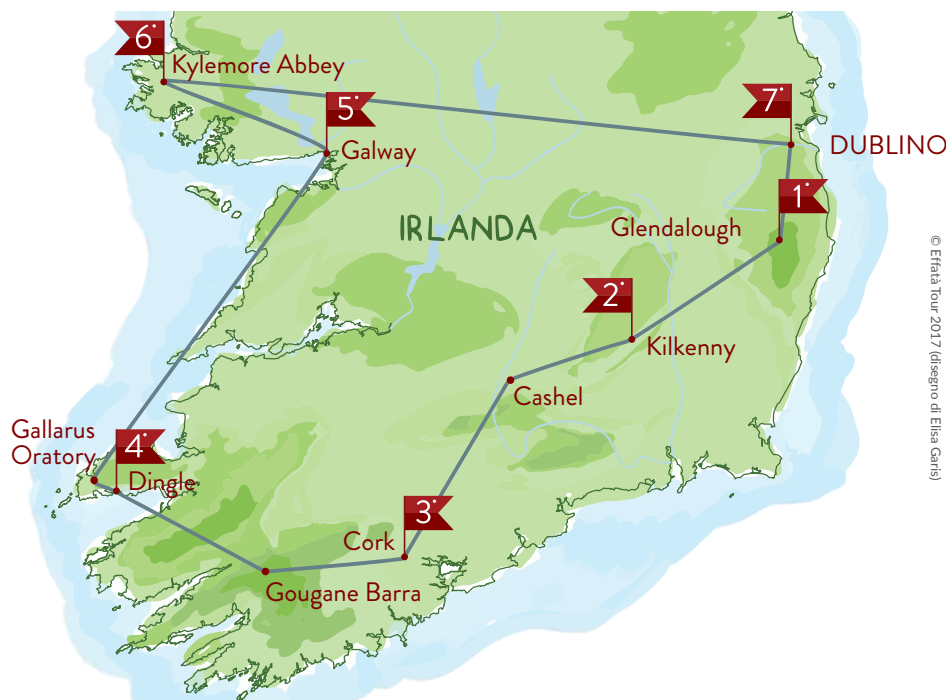 6°
Kylemore Abbey
5°
Galway
7°
DUBLINO
1°
Glendalough
IRLANDA
2°
Kilkenny
Cashel
Gallarus
Oratory
4°
Dingle
3°
Cork
Gougane Barra
© Effatà Tour 2017 (disegno di Elisa Garis)